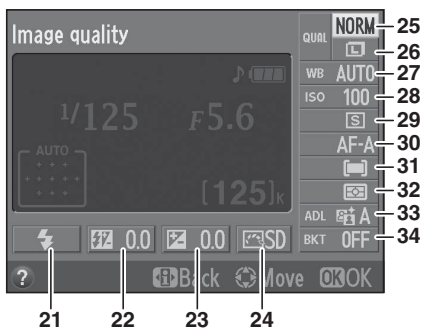 Image quality
QUAL NORM 25
L 26
WB AUTO 27
ISO 100 28
1/125 F5.6
S 29
AUTO
AF-A 30
31
[125]K
32
ADL A 33
0.0 0.0 SD
BKT OFF 34
? Back Move OK OK
21 22 23 24